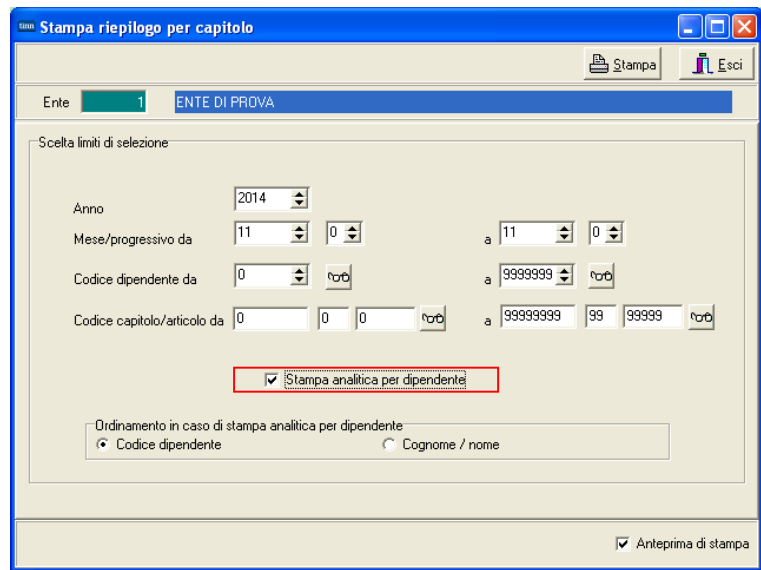 tinn Stampa riepilogo per capitolo
Stampa Esci
Ente 1 ENTE DI PROVA
Scelta limiti di selezione
Anno 2014
Mese/progressivo da 11 0 a 11 0
Codice dipendente da 0 a 9999999
Codice capitolo/articolo da 0 0 0 a 99999999 99 99999
Stampa analitica per dipendente
Ordinamento in caso di stampa analitica per dipendente
Codice dipendente Cognome / nome
Anteprima di stampa